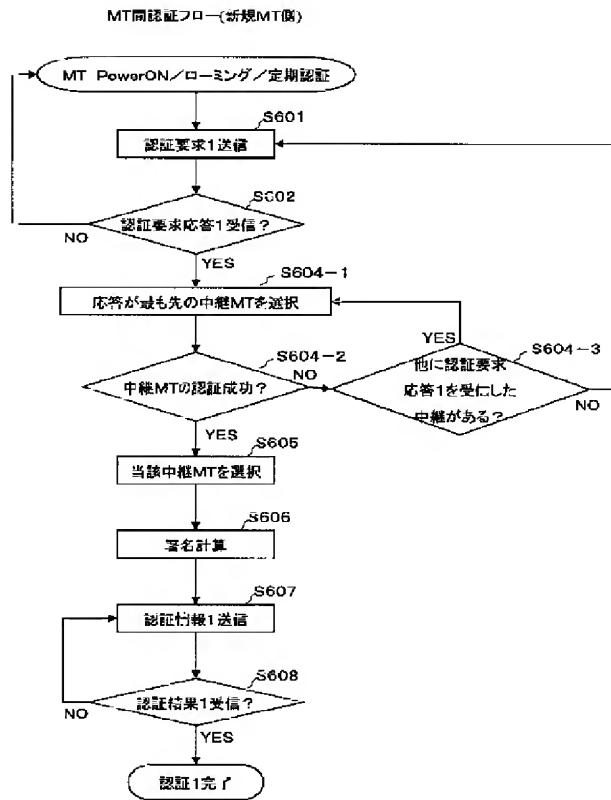 MT間認証フロー(新規MT側)
MT PowerON／ローミング／定期認証
S601
認証要求1送信
S602
認証要求応答1受信？
NO
YES
S604-1
応答が最も先の中継MTを選択
S604-2
中継MTの認証成功？
NO
YES
YES
S604-3
他に認証要求
応答1を受信した
中継がある？
NO
S605
当該中継MTを選択
S606
署名計算
S607
認証情報1送信
S608
認証結果1受信？
NO
YES
認証1完了